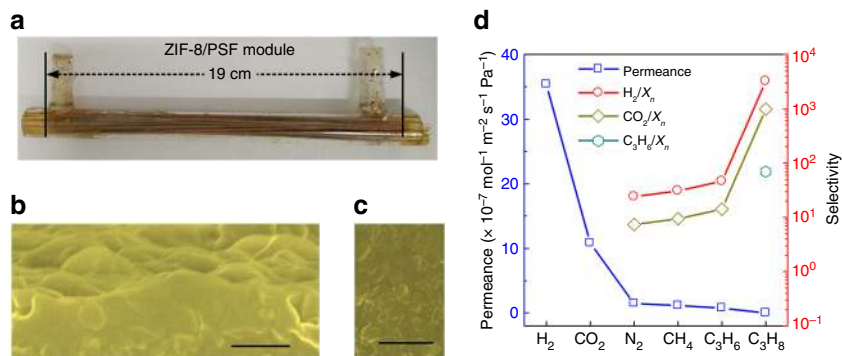 a
ZIF-8/PSF module
19 cm
b
c
d
Permeance (× 10⁻⁷ mol⁻¹ m⁻² s⁻¹ Pa⁻¹)
40
30
20
10
0
Permeance
H₂/Xₙ
CO₂/Xₙ
C₃H₆/Xₙ
10⁴
10³
10²
10¹
10⁰
10⁻¹
Selectivity
H₂ CO₂ N₂ CH₄ C₃H₆ C₃H₈